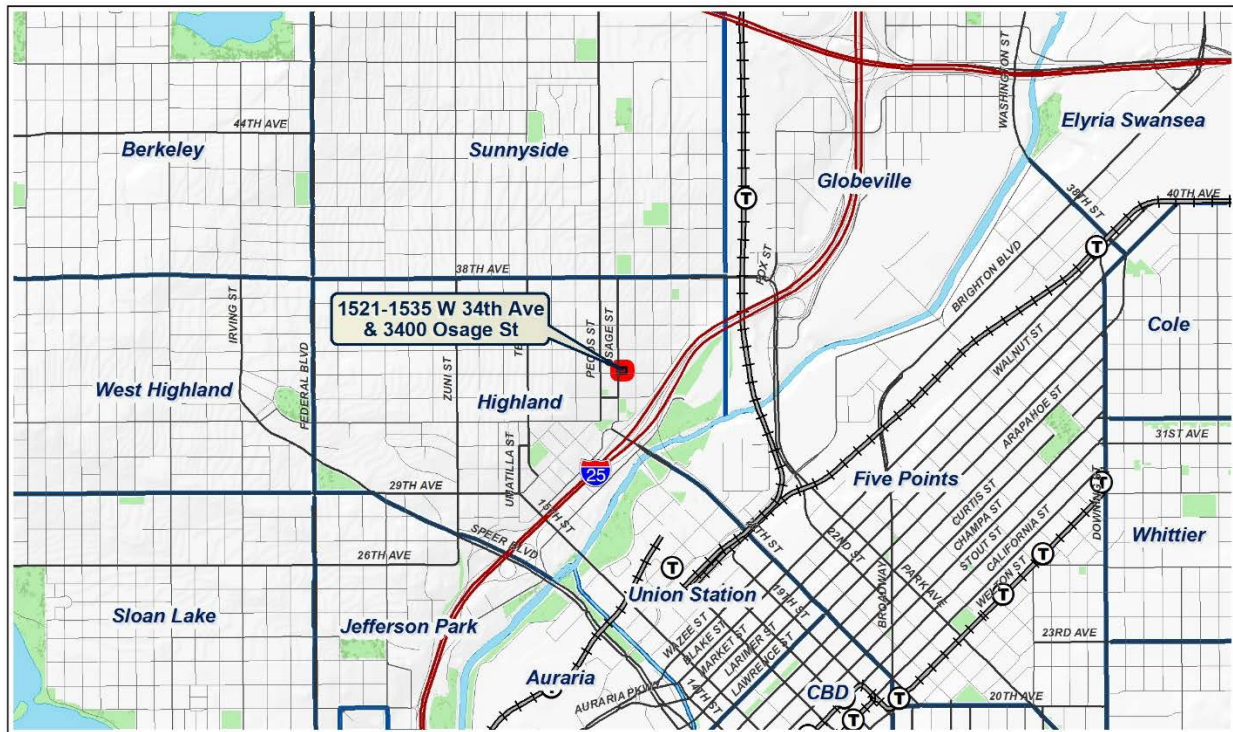 WASHINGTON ST
44TH AVE
Berkeley
Sunnyside
Elyria Swansea
Globeville
38TH ST
40TH AVE
38TH AVE
FOX ST
BRIGHTON BLVD
1521-1535 W 34th Ave
& 3400 Osage St
IRVING ST
PECOS ST
WALNUT ST
Cole
West Highland
FEDERAL BLVD
ZUNI ST
Highland
ARAPAHOE ST
31ST AVE
UMATILLA ST
25
29TH AVE
15TH ST
Five Points
CURTIS ST
CHAMPA ST
STOUT ST
CALIFORNIA ST
WELTON ST
DOWNING ST
Whittier
SPEER BLVD
26TH AVE
22ND ST
PARK AVE
BROADWAY
T
T
T
T
T
T
T
T
Union Station
19TH ST
Sloan Lake
Jefferson Park
WAZEE ST
BLAKE ST
MARKET ST
LARIMER ST
LAWRENCE ST
23RD AVE
Auraria
AURARIA PKWY
14TH ST
CBD
20TH AVE